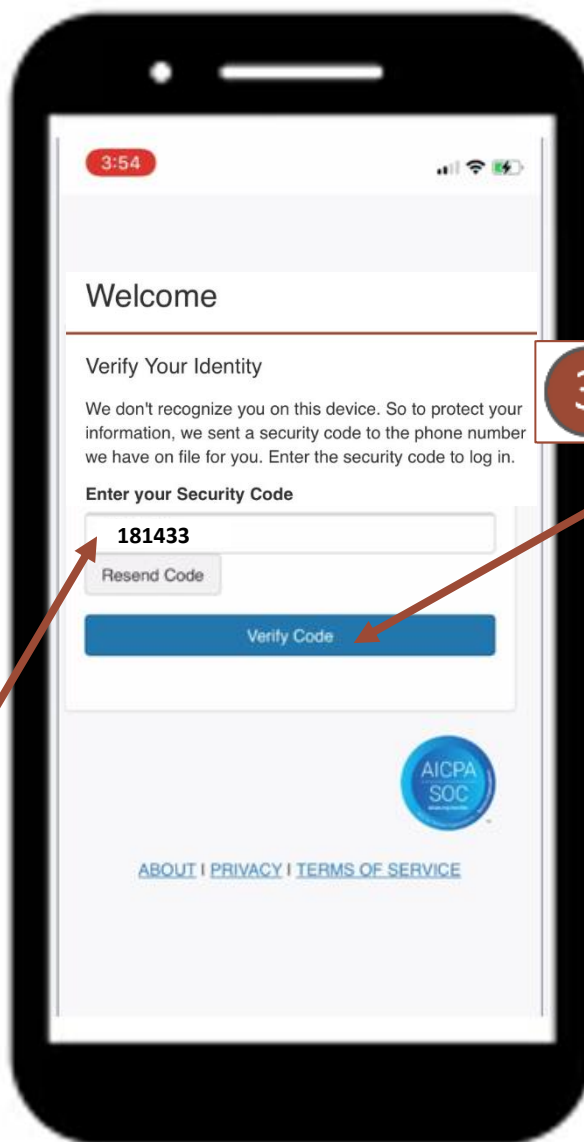 3:54
Welcome
Verify Your Identity
3
We don't recognize you on this device. So to protect your
information, we sent a security code to the phone number
we have on file for you. Enter the security code to log in.
Enter your Security Code
181433
Resend Code
Verify Code
AICPA
SOC
ABOUT | PRIVACY | TERMS OF SERVICE